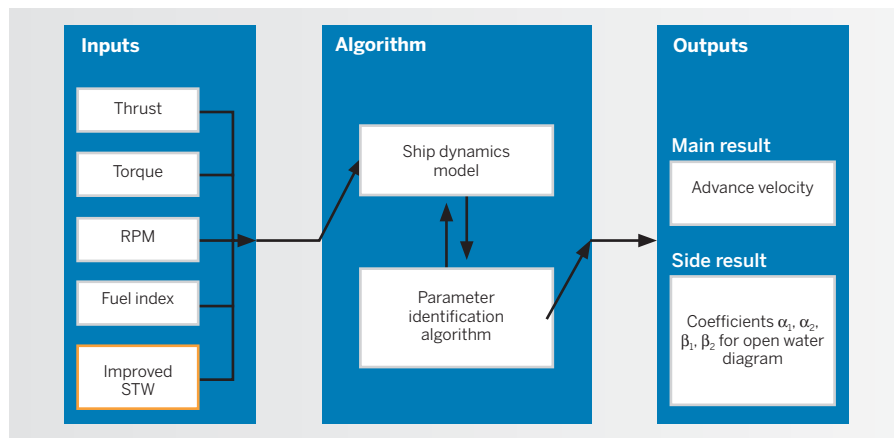 Inputs
Thrust
Torque
RPM
Fuel index
Improved
STW
Algorithm
Ship dynamics
model
Parameter
identification
algorithm
Outputs
Main result
Advance velocity
Side result
Coefficients α₁, α₂,
β₁, β₂ for open water
diagram